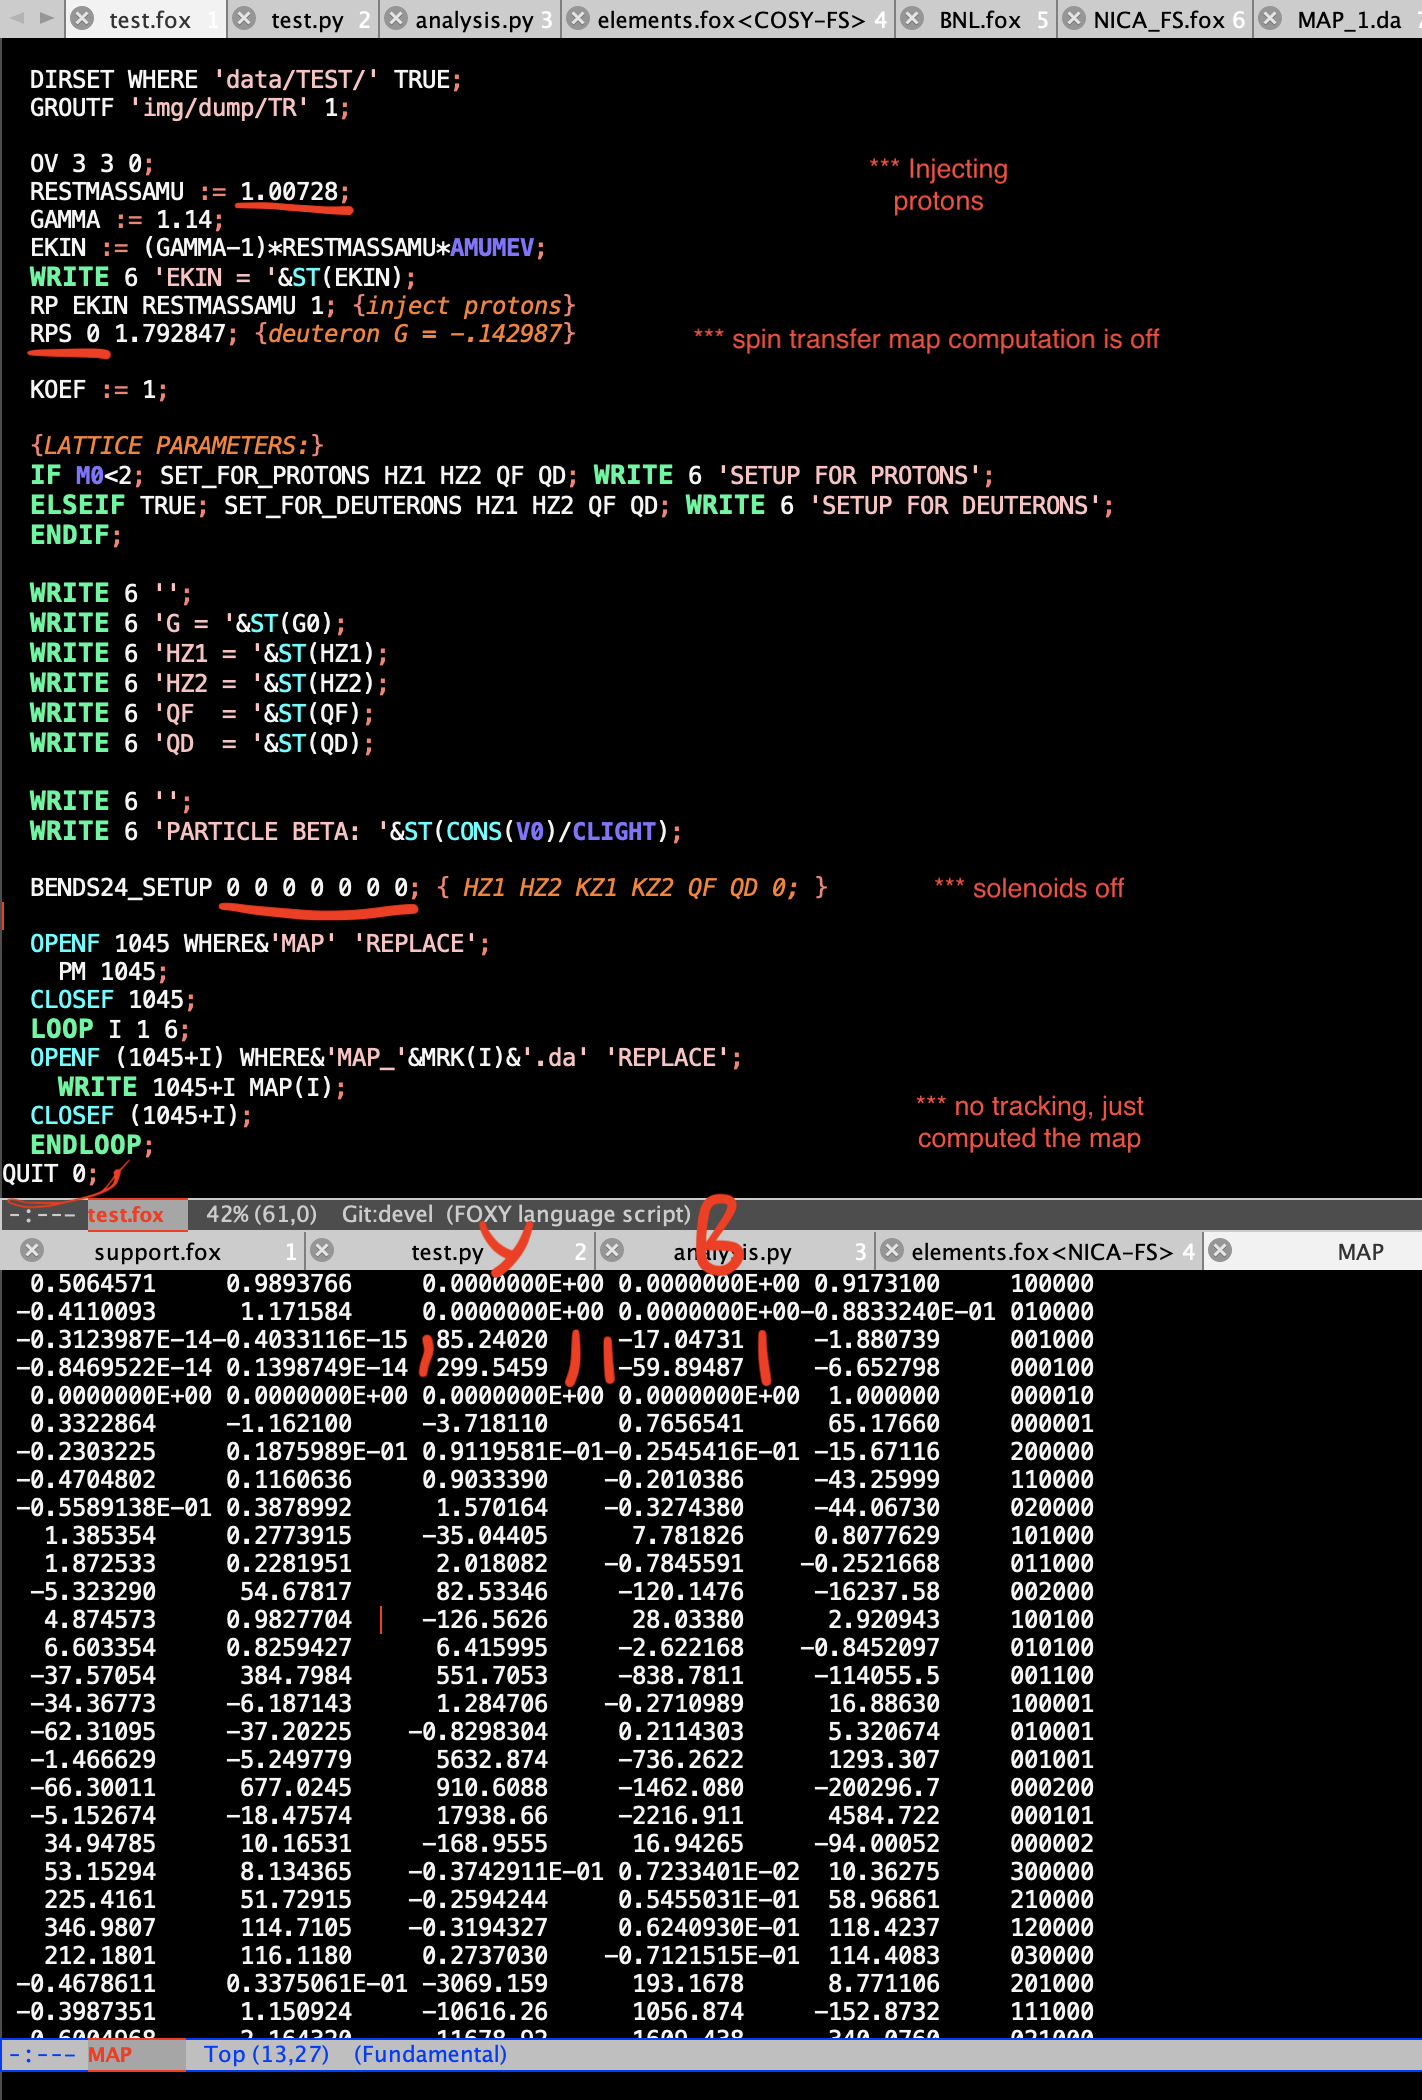 test.fox 1 test.py 2 analysis.py 3 elements.fox<COSY-FS> 4 BNL.fox 5 NICA_FS.fox 6 MAP_1.da
DIRSET WHERE 'data/TEST/' TRUE;
GROUTF 'img/dump/TR' 1;
OV 3 3 0;
*** Injecting
protons
RESTMASSAMU := 1.00728;
GAMMA := 1.14;
EKIN := (GAMMA-1)*RESTMASSAMU*AMUMEV;
WRITE 6 'EKIN = '&ST(EKIN);
RP EKIN RESTMASSAMU 1; {inject protons}
RPS 0 1.792847; {deuteron G = -.142987}
*** spin transfer map computation is off
KOEF := 1;
{LATTICE PARAMETERS:}
IF M0<2; SET_FOR_PROTONS HZ1 HZ2 QF QD; WRITE 6 'SETUP FOR PROTONS';
ELSEIF TRUE; SET_FOR_DEUTERONS HZ1 HZ2 QF QD; WRITE 6 'SETUP FOR DEUTERONS';
ENDIF;
WRITE 6 '';
WRITE 6 'G = '&ST(G0);
WRITE 6 'HZ1 = '&ST(HZ1);
WRITE 6 'HZ2 = '&ST(HZ2);
WRITE 6 'QF  = '&ST(QF);
WRITE 6 'QD  = '&ST(QD);
WRITE 6 '';
WRITE 6 'PARTICLE BETA: '&ST(CONS(V0)/CLIGHT);
BENDS24_SETUP 0 0 0 0 0 0 0; { HZ1 HZ2 KZ1 KZ2 QF QD 0; }
*** solenoids off
OPENF 1045 WHERE&'MAP' 'REPLACE';
PM 1045;
CLOSEF 1045;
LOOP I 1 6;
OPENF (1045+I) WHERE&'MAP_'&MRK(I)&'.da' 'REPLACE';
WRITE 1045+I MAP(I);
CLOSEF (1045+I);
*** no tracking, just
computed the map
ENDLOOP;
QUIT 0;
-:--- test.fox 42% (61,0) Git:devel (FOXY language script)
y B
support.fox 1 test.py 2 analysis.py 3 elements.fox<NICA-FS> 4 MAP
0.5064571 0.9893766 0.0000000E+00 0.0000000E+00 0.9173100 100000
-0.4110093 1.171584 0.0000000E+00 0.0000000E+00-0.8833240E-01 010000
-0.3123987E-14-0.4033116E-15 85.24020 -17.04731 -1.880739 001000
-0.8469522E-14 0.1398749E-14 299.5459 -59.89487 -6.652798 000100
0.0000000E+00 0.0000000E+00 0.0000000E+00 0.0000000E+00 1.000000 000010
0.3322864 -1.162100 -3.718110 0.7656541 65.17660 000001
-0.2303225 0.1875989E-01 0.9119581E-01-0.2545416E-01 -15.67116 200000
-0.4704802 0.1160636 0.9033390 -0.2010386 -43.25999 110000
-0.5589138E-01 0.3878992 1.570164 -0.3274380 -44.06730 020000
1.385354 0.2773915 -35.04405 7.781826 0.8077629 101000
1.872533 0.2281951 2.018082 -0.7845591 -0.2521668 011000
-5.323290 54.67817 82.53346 -120.1476 -16237.58 002000
4.874573 0.9827704 -126.5626 28.03380 2.920943 100100
6.603354 0.8259427 6.415995 -2.622168 -0.8452097 010100
-37.57054 384.7984 551.7053 -838.7811 -114055.5 001100
-34.36773 -6.187143 1.284706 -0.2710989 16.88630 100001
-62.31095 -37.20225 -0.8298304 0.2114303 5.320674 010001
-1.466629 -5.249779 5632.874 -736.2622 1293.307 001001
-66.30011 677.0245 910.6088 -1462.080 -200296.7 000200
-5.152674 -18.47574 17938.66 -2216.911 4584.722 000101
34.94785 10.16531 -168.9555 16.94265 -94.00052 000002
53.15294 8.134365 -0.3742911E-01 0.7233401E-02 10.36275 300000
225.4161 51.72915 -0.2594244 0.5455031E-01 58.96861 210000
346.9807 114.7105 -0.3194327 0.6240930E-01 118.4237 120000
212.1801 116.1180 0.2737030 -0.7121515E-01 114.4083 030000
-0.4678611 0.3375061E-01 -3069.159 193.1678 8.771106 201000
-0.3987351 1.150924 -10616.26 1056.874 -152.8732 111000
-:--- MAP Top (13,27) (Fundamental)